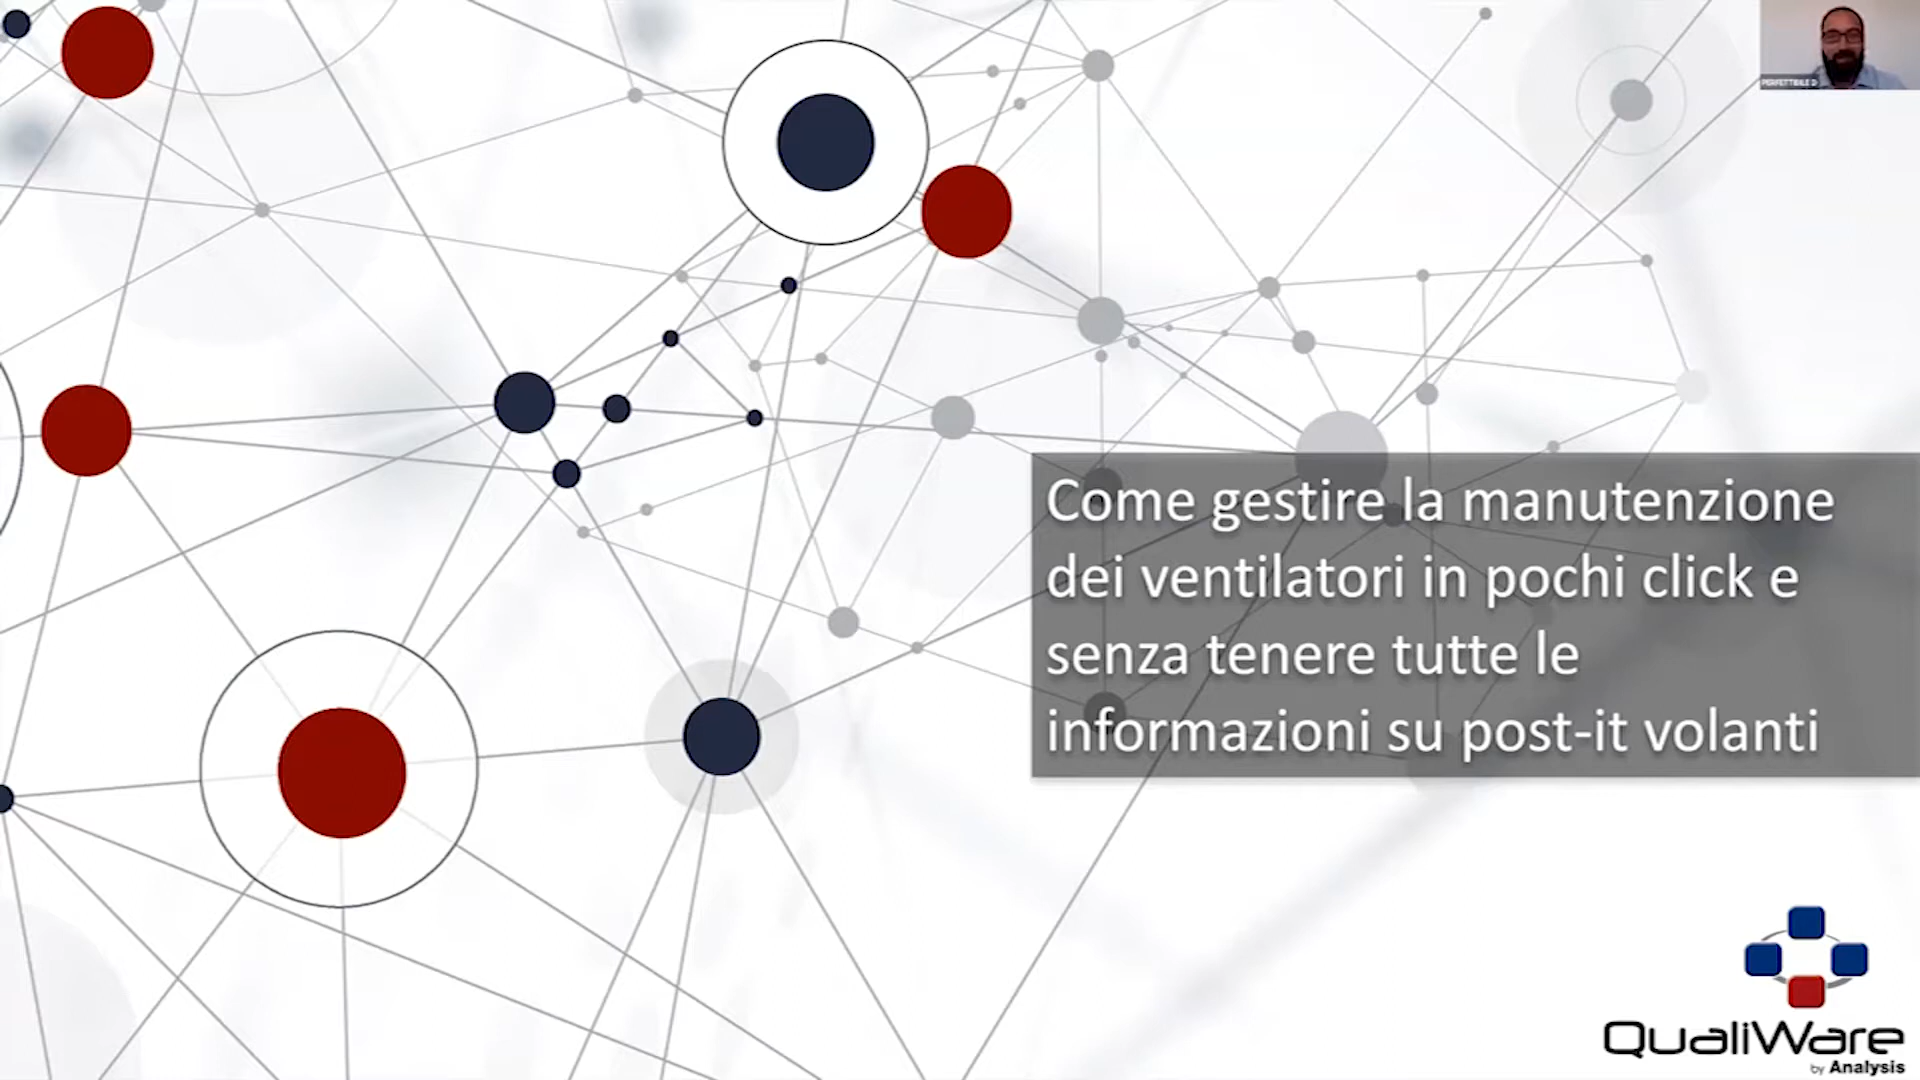 PERFETTIBILE D
Come gestire la manutenzione
dei ventilatori in pochi click e
senza tenere tutte le
informazioni su post-it volanti
QualiWare
by Analysis